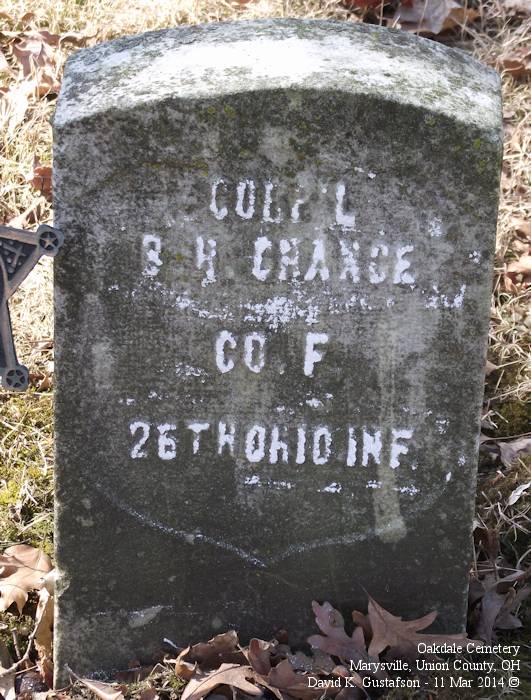 CORP'L
B. H. CHANCE
CO. F
26TH OHIO INF.
Oakdale Cemetery
Marysville, Union County, OH
David K. Gustafson - 11 Mar 2014 ©